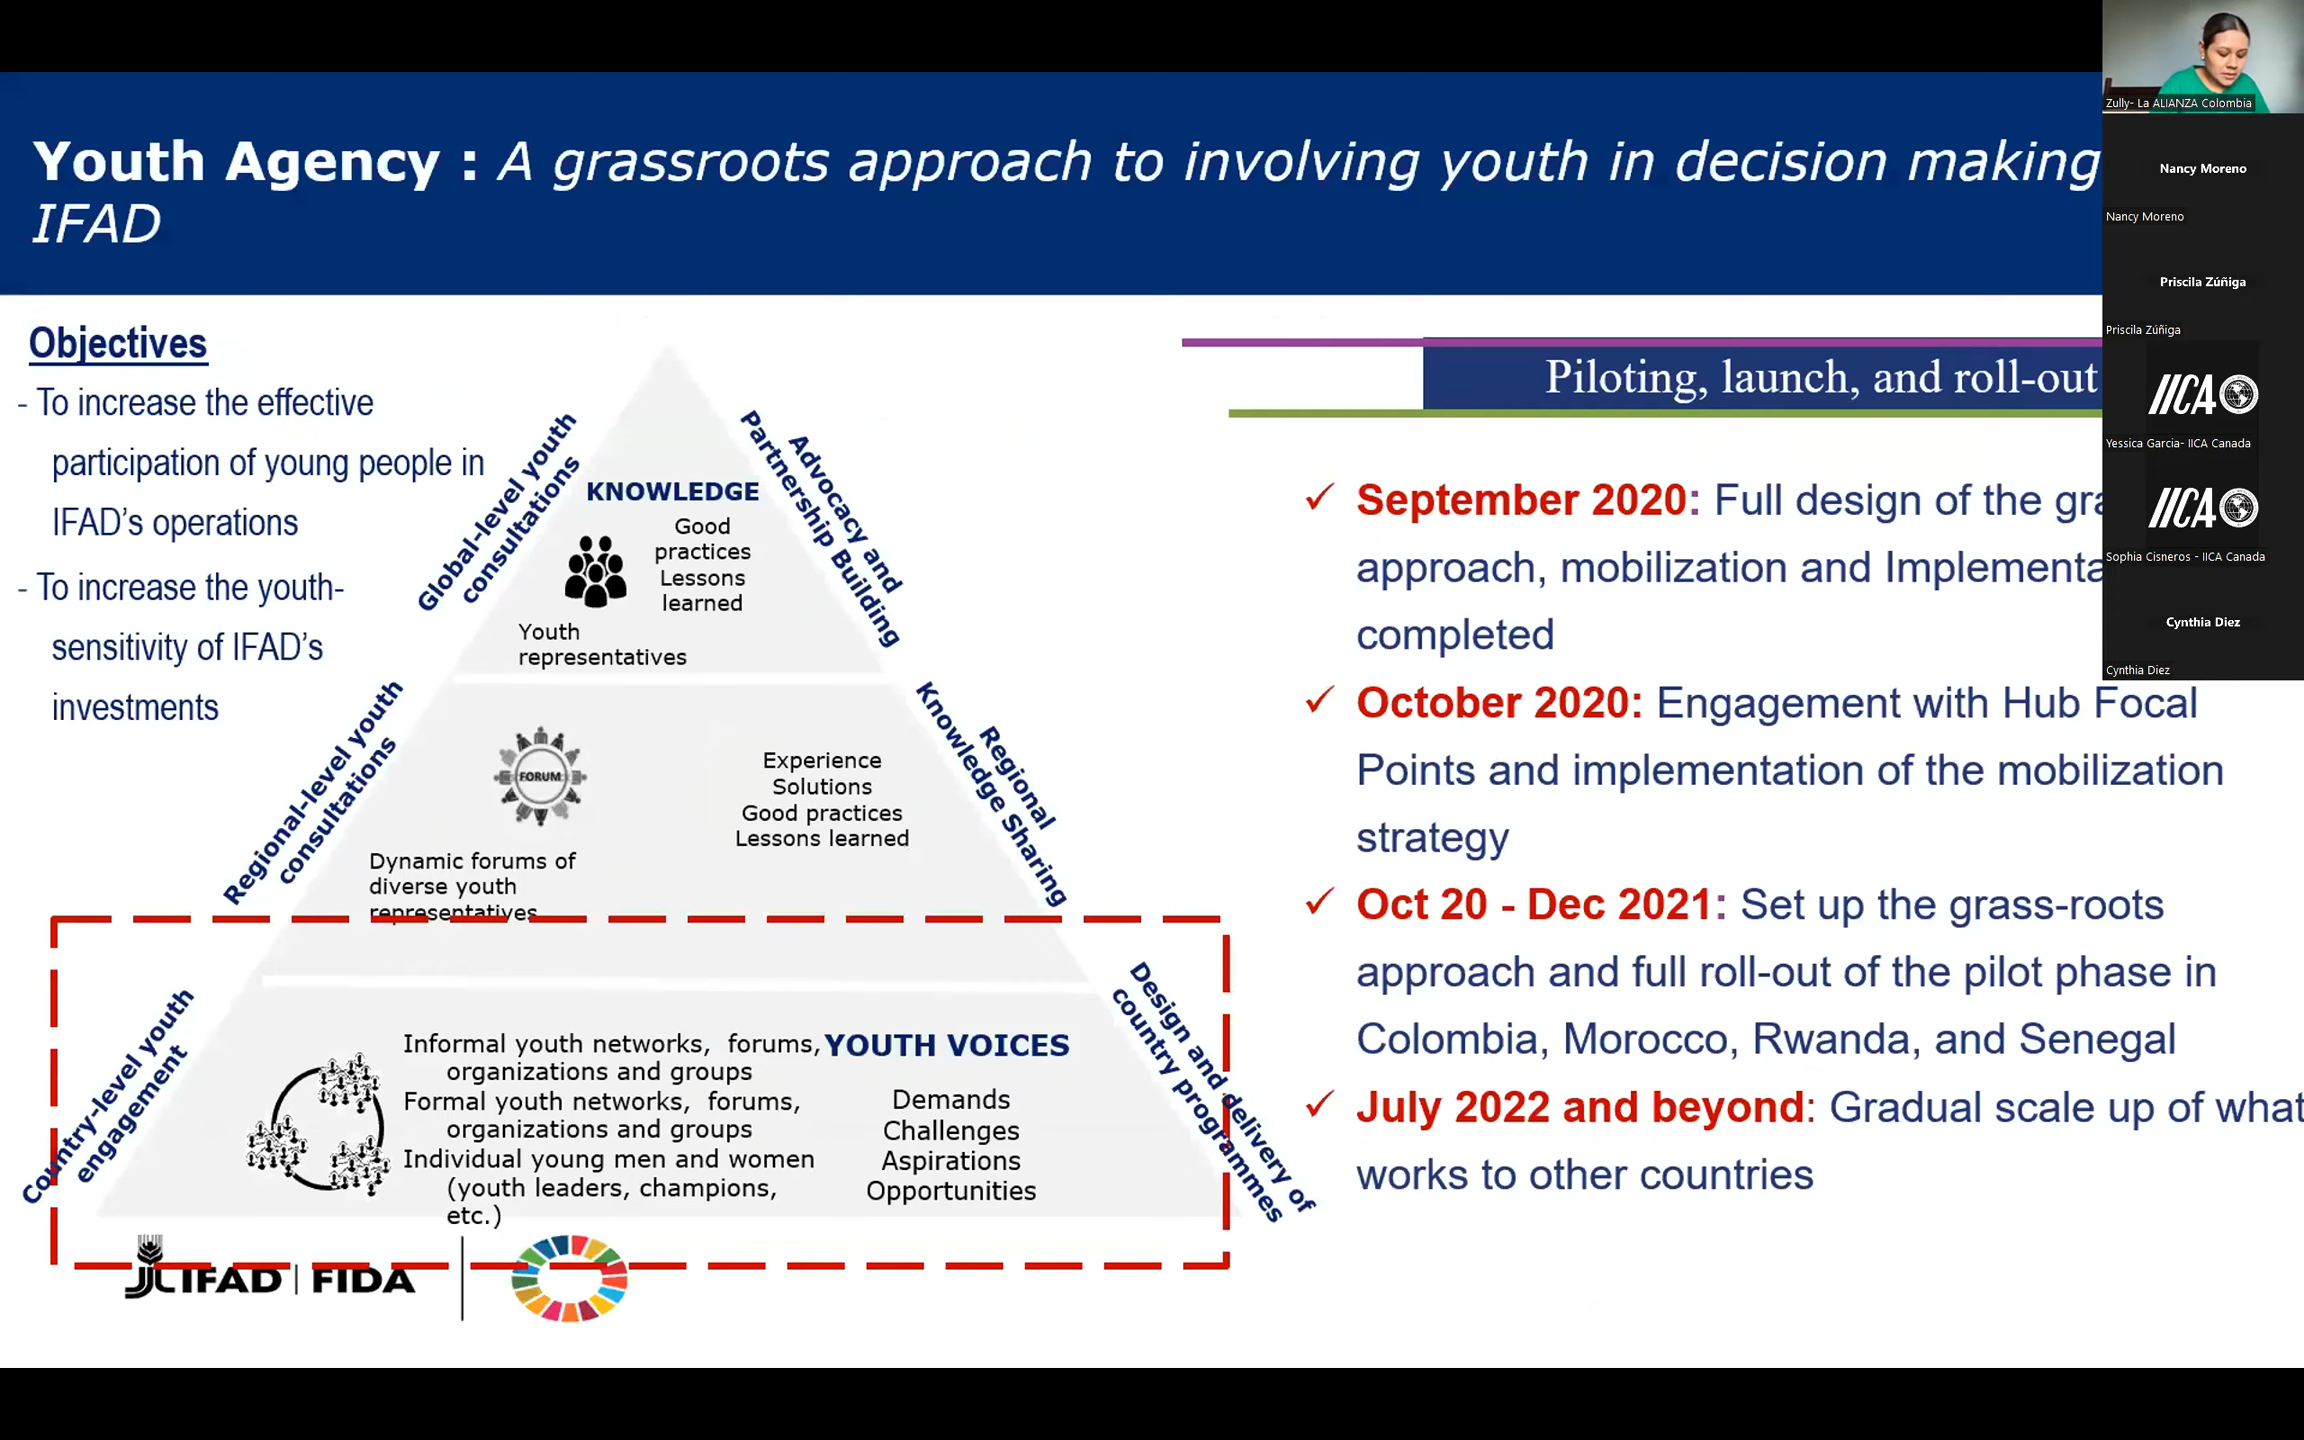 Youth Agency : A grassroots approach to involving youth in decision making
IFAD
Objectives
- To increase the effective
participation of young people in
IFAD's operations
- To increase the youth-
sensitivity of IFAD's
investments
Global-level youth
consultations
KNOWLEDGE
Good
practices
Lessons
learned
Youth
representatives
Advocacy and
Partnership Building
Regional-level youth
consultations
FORUM
Dynamic forums of
diverse youth
representatives
Experience
Solutions
Good practices
Lessons learned
Regional
Knowledge Sharing
Country-level youth
engagement
Informal youth networks, forums,
organizations and groups
Formal youth networks, forums,
organizations and groups
Individual young men and women
(youth leaders, champions,
etc.)
YOUTH VOICES
Demands
Challenges
Aspirations
Opportunities
Design and delivery of
country programmes
IFAD | FIDA
Piloting, launch, and roll-out
✓ September 2020: Full design of the
approach, mobilization and
completed
✓ October 2020: Engagement with Hub Focal
Points and implementation of the mobilization
strategy
✓ Oct 20 - Dec 2021: Set up the grass-roots
approach and full roll-out of the pilot phase in
Colombia, Morocco, Rwanda, and Senegal
✓ July 2022 and beyond: Gradual scale up of what
works to other countries
Zully- La ALIANZA Colombia
Nancy Moreno
Nancy Moreno
Priscila Zúñiga
Priscila Zúñiga
IICA
Yessica Garcia- IICA Canada
IICA
Sophia Cisneros - IICA Canada
Cynthia Diez
Cynthia Diez